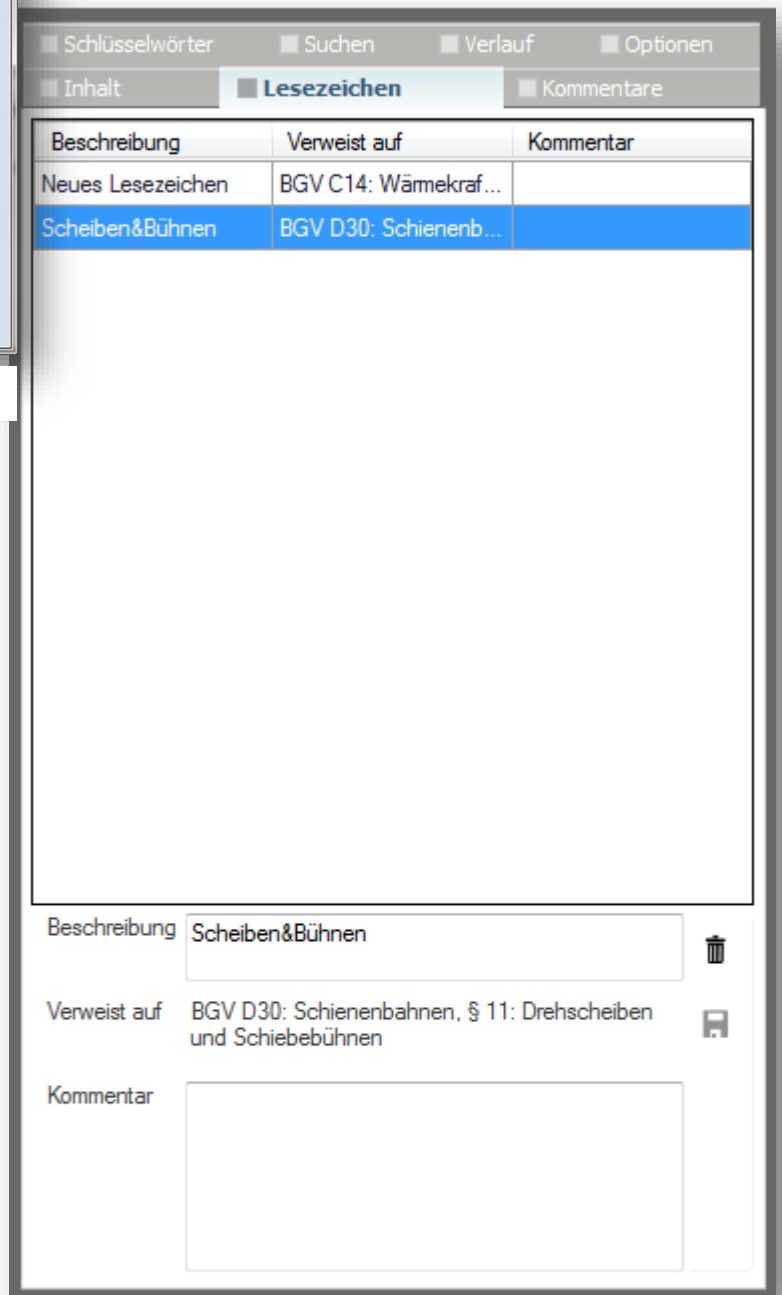 Schlüsselwörter Suchen Verlauf Optionen
Inhalt Lesezeichen Kommentare
Beschreibung Verweist auf Kommentar
Neues Lesezeichen BGV C14: Wärmekraf...
Scheiben&Bühnen BGV D30: Schienenb...
Beschreibung Scheiben&Bühnen
Verweist auf BGV D30: Schienenbahnen, § 11: Drehscheiben
und Schiebebühnen
Kommentar